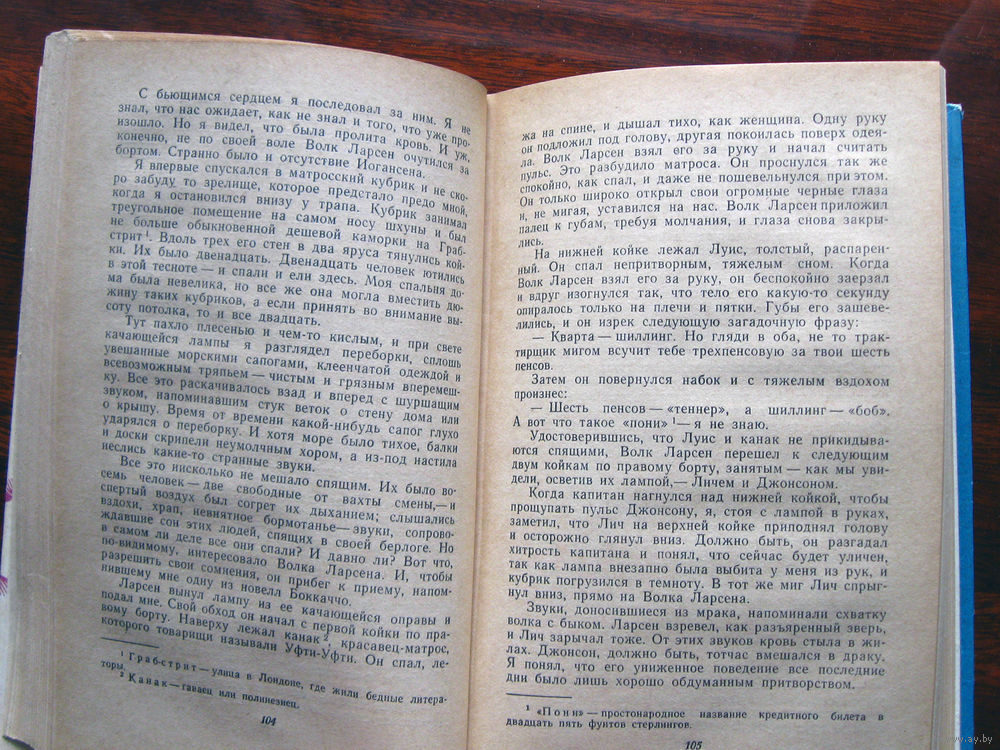 С бьющимся сердцем я последовал за ним. Я не
знал, что нас ожидает, как не знал и того, что уже про-
изошло. Но я видел, что была пролита кровь. И уж,
конечно, не по своей воле Волк Ларсен очутился за
бортом. Странно было и отсутствие Иогансена.
Я впервые спускался в матросский кубрик и не ско-
ро забуду то зрелище, которое предстало предо мной,
когда я остановился внизу у трапа. Кубрик занимал
треугольное помещение на самом носу шхуны и был
не больше обыкновенной дешевой каморки на Граб-
стрит¹. Вдоль трех его стен в два яруса тянулись кой-
ки. Их было двенадцать. Двенадцать человек ютились
в этой тесноте — и спали и ели здесь. Моя спальня до-
ма была невелика, но все же она могла вместить дю-
жину таких кубриков, а если принять во внимание вы-
соту потолка, то и все двадцать.
Тут пахло плесенью и чем-то кислым, и при свете
качающейся лампы я разглядел переборки, сплошь
увешанные морскими сапогами, клеенчатой одеждой и
всевозможным тряпьем — чистым и грязным вперемеш-
ку. Все это раскачивалось взад и вперед с шуршащим
звуком, напоминавшим стук веток о стену дома или
о крышу. Время от времени какой-нибудь сапог глухо
ударялся о переборку. И хотя море было тихое, балки
и доски скрипели неумолчным хором, а из-под настила
неслись какие-то странные звуки.
Все это нисколько не мешало спящим. Их было во-
семь человек — две свободные от вахты смены,— и
спертый воздух был согрет их дыханием; слышались
вздохи, храп, невнятное бормотанье — звуки, сопрово-
ждавшие сон этих людей, спящих в своей берлоге. Но
в самом ли деле все они спали? И давно ли? Вот что,
по-видимому, интересовало Волка Ларсена. И, чтобы
разрешить свои сомнения, он прибег к приему, напом-
нившему мне одну из новелл Боккаччо.
Ларсен вынул лампу из ее качающейся оправы и
подал мне. Свой обход он начал с первой койки по пра-
вому борту. Наверху лежал канак², красавец-матрос,
которого товарищи называли Уфти-Уфти. Он спал, ле-
¹ Граб-стрит — улица в Лондоне, где жили бедные литера-
торы.
² Канак — гаваец или полинезиец.
104
жа на спине, и дышал тихо, как женщина. Одну руку
он подложил под голову, другая покоилась поверх одея-
ла. Волк Ларсен взял его за руку и начал считать
пульс. Это разбудило матроса. Он проснулся так же
спокойно, как спал, и даже не пошевельнулся при этом.
Он только широко открыл свои огромные черные глаза
и, не мигая, уставился на нас. Волк Ларсен приложил
палец к губам, требуя молчания, и глаза снова закры-
лись.
На нижней койке лежал Луис, толстый, распарен-
ный. Он спал непритворным, тяжелым сном. Когда
Волк Ларсен взял его за руку, он беспокойно заерзал
и вдруг изогнулся так, что тело его какую-то секунду
опиралось только на плечи и пятки. Губы его зашеве-
лились, и он изрек следующую загадочную фразу:
— Кварта — шиллинг. Но гляди в оба, не то трак-
тирщик мигом всучит тебе трехпенсовую за твои шесть
пенсов.
Затем он повернулся набок и с тяжелым вздохом
произнес:
— Шесть пенсов — «теннер», а шиллинг — «боб».
А вот что такое «пони»¹ — я не знаю.
Удостоверившись, что Луис и канак не прикидыва-
ются спящими, Волк Ларсен перешел к следующим
двум койкам по правому борту, занятым — как мы уви-
дели, осветив их лампой,— Личем и Джонсоном.
Когда капитан нагнулся над нижней койкой, чтобы
прощупать пульс Джонсону, я, стоя с лампой в руках,
заметил, что Лич на верхней койке приподнял голову
и осторожно глянул вниз. Должно быть, он разгадал
хитрость капитана и понял, что сейчас будет уличен,
так как лампа внезапно была выбита у меня из рук, и
кубрик погрузился в темноту. В тот же миг Лич спрыг-
нул вниз, прямо на Волка Ларсена.
Звуки, доносившиеся из мрака, напоминали схватку
волка с быком. Ларсен взревел, как разъяренный зверь,
и Лич зарычал тоже. От этих звуков кровь стыла в жи-
лах. Джонсон, должно быть, тотчас вмешался в драку.
Я понял, что его униженное поведение все последние
дни было лишь хорошо обдуманным притворством.
¹ «Пони» — простонародное название кредитного билета в
двадцать пять фунтов стерлингов.
105
www.ay.by